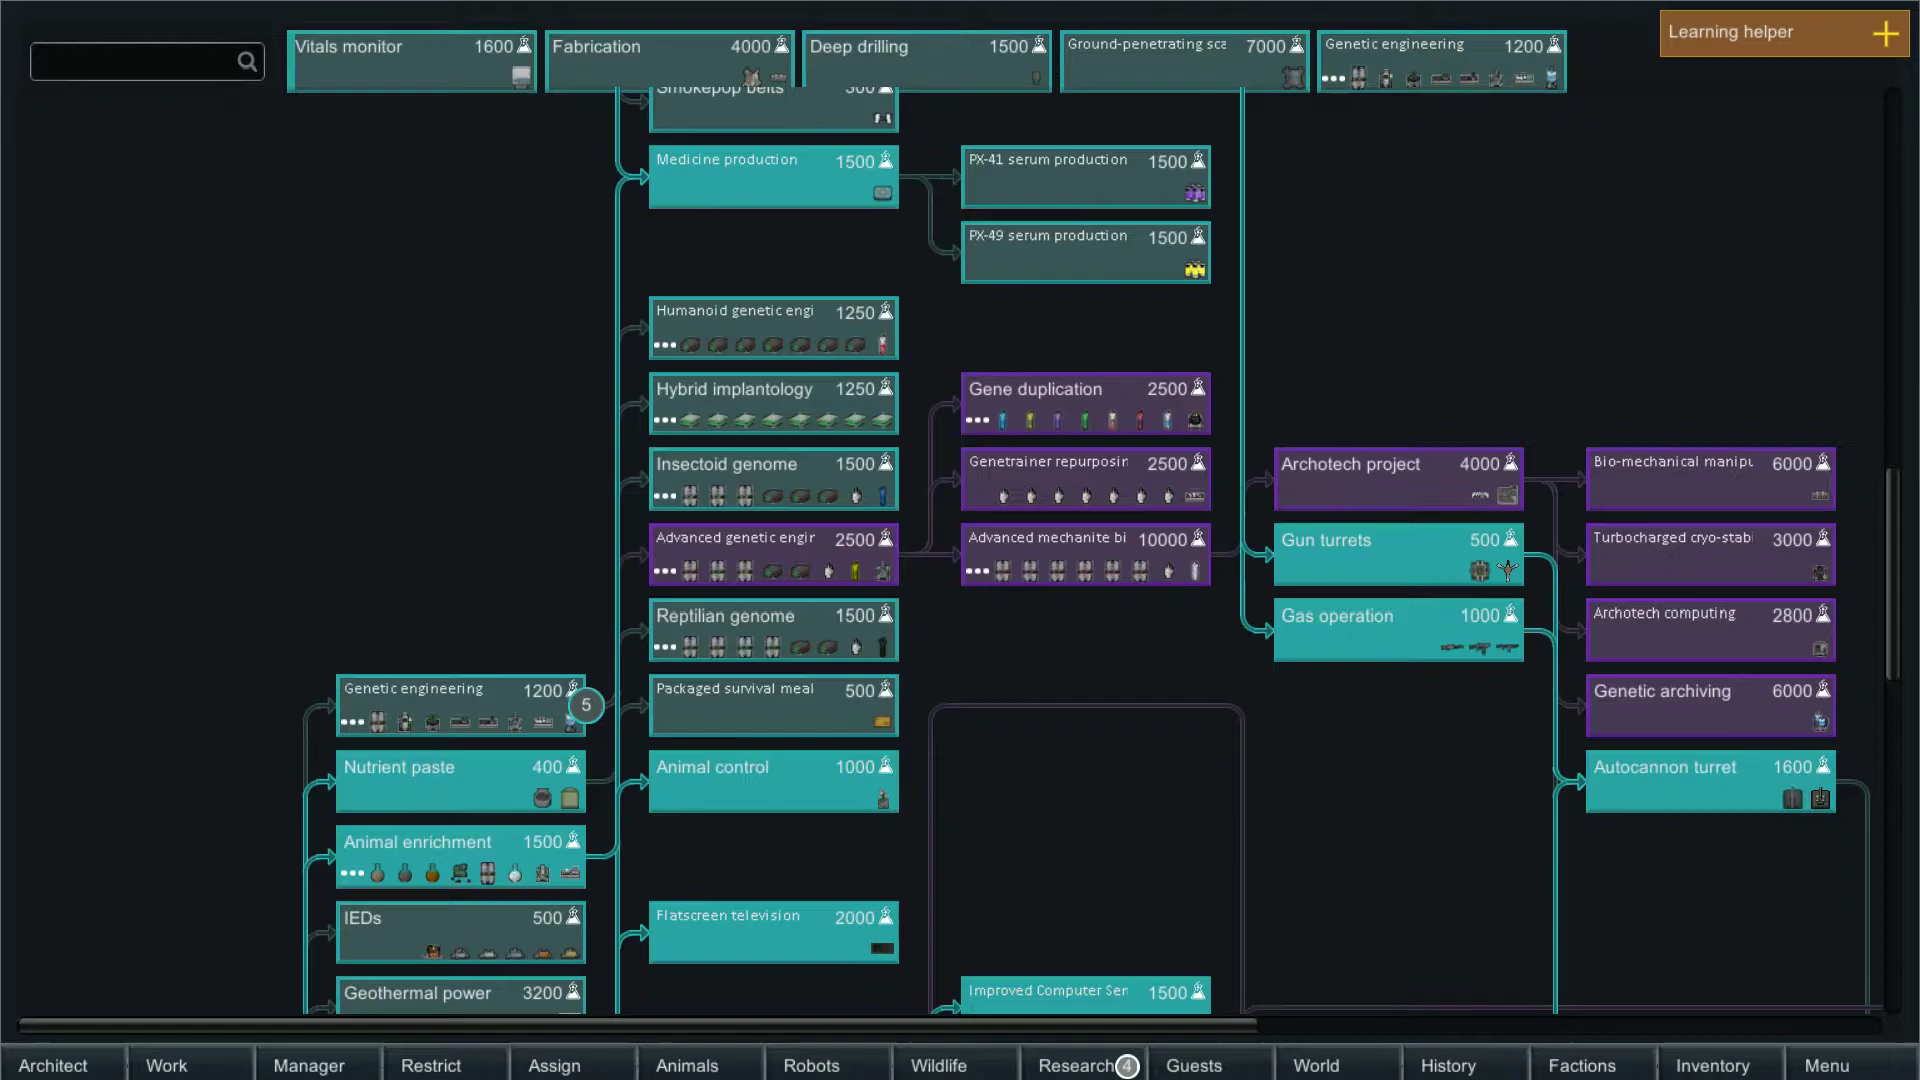 Vitals monitor 1600
Fabrication 4000
Deep drilling 1500
Ground-penetrating sca 7000
Genetic engineering 1200
Learning helper
Smokepop belts 300
Medicine production 1500
PX-41 serum production 1500
PX-49 serum production 1500
Humanoid genetic engi 1250
Hybrid implantology 1250
Gene duplication 2500
Insectoid genome 1500
Genetrainer repurposin 2500
Archotech project 4000
Bio-mechanical manipu 6000
Advanced genetic engir 2500
Advanced mechanite bi 10000
Gun turrets 500
Turbocharged cryo-stabi 3000
Reptilian genome 1500
Gas operation 1000
Archotech computing 2800
Genetic engineering 1200
5
Packaged survival meal 500
Genetic archiving 6000
Nutrient paste 400
Animal control 1000
Autocannon turret 1600
Animal enrichment 1500
IEDs 500
Flatscreen television 2000
Geothermal power 3200
Improved Computer Sen 1500
Architect Work Manager Restrict Assign Animals Robots Wildlife Research 4 Guests World History Factions Inventory Menu